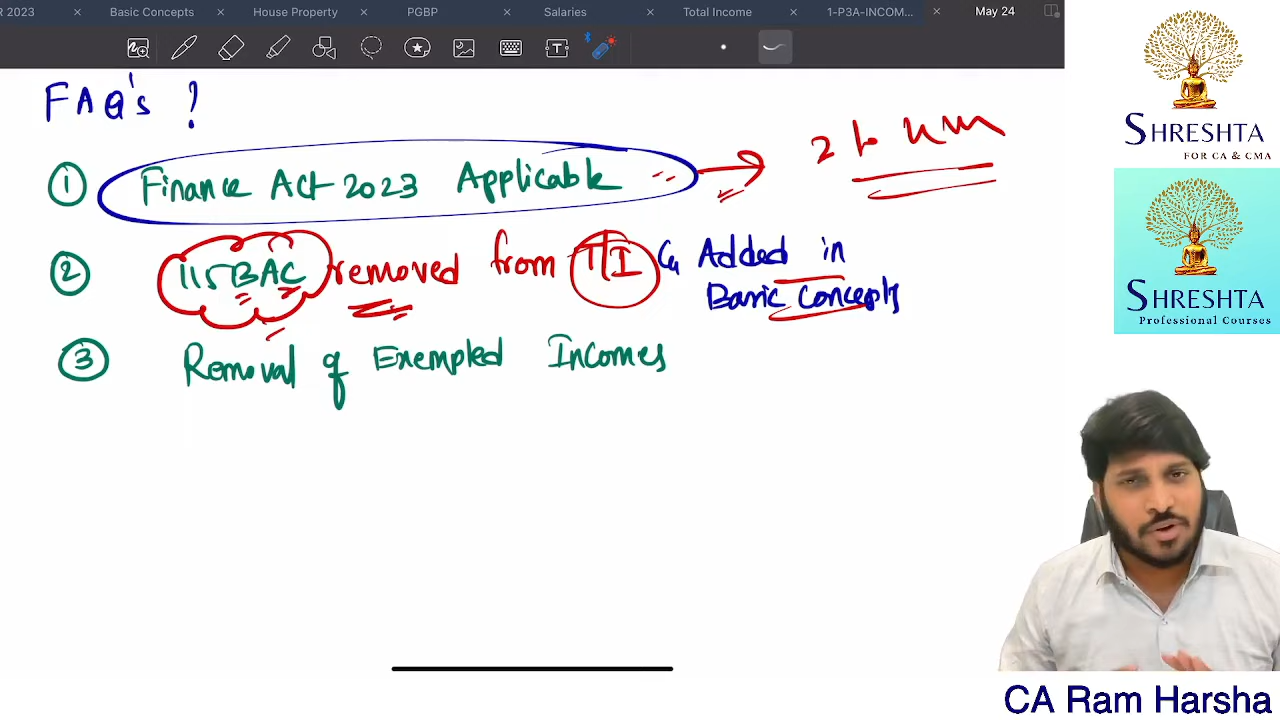 R 2023 × Basic Concepts × House Property × PGBP × Salaries × Total Income × 1-P3A-INCOM... × May 24
FAQ's ?
① Finance Act 2023 Applicable
② 115BAC removed from TI Added in
Basic Concepts
③ Removal of Exempted Incomes
SHRESHTA
FOR CA & CMA
SHRESHTA
Professional Courses
CA Ram Harsha